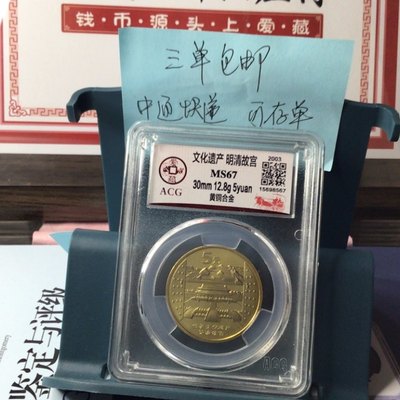 钱·币·源·头·上·爱·藏
三单包邮
中通快递 可存单
文化遗产 明清故宫
MS67
30mm 12.8g 5yuan
黄铜合金
2003
15898567
ACG
5
ACG
鉴定与评级